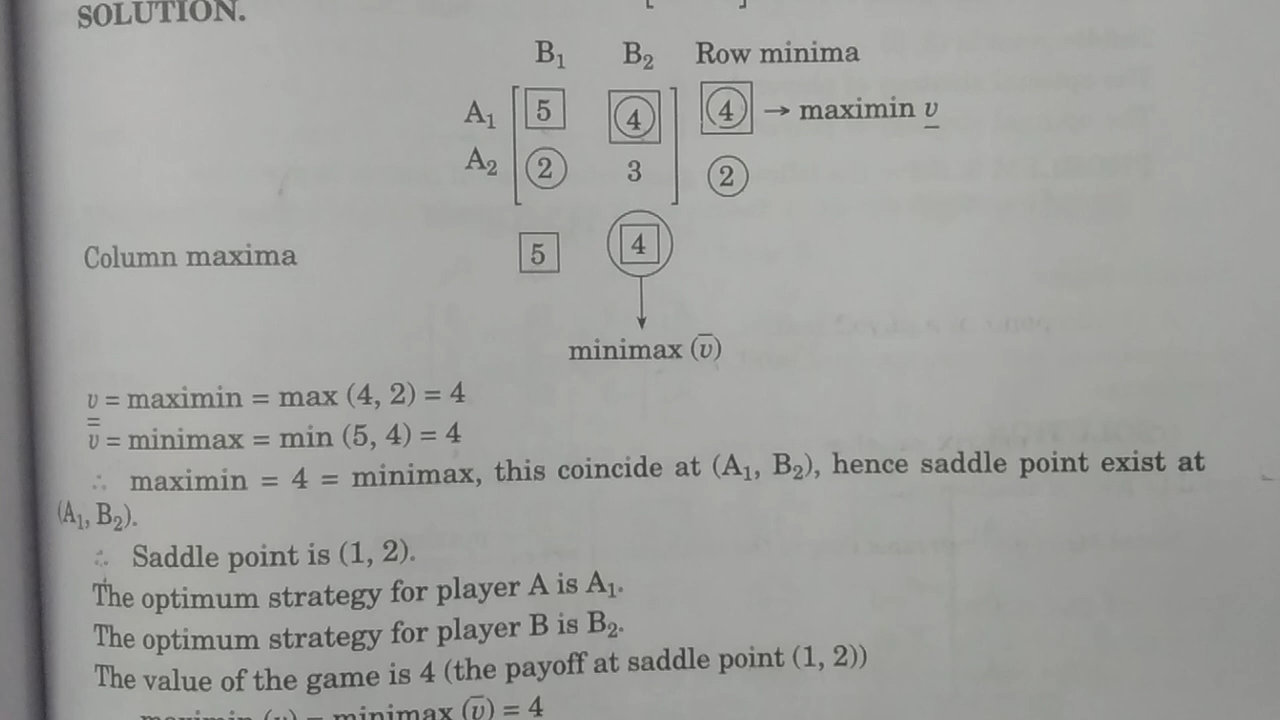 SOLUTION.
B₁ B₂ Row minima
A₁ 5 4 4 → maximin v̲
A₂ 2 3 2
Column maxima 5 4
minimax (v̄)
v̲ = maximin = max (4, 2) = 4
v̄ = minimax = min (5, 4) = 4
∴ maximin = 4 = minimax, this coincide at (A₁, B₂), hence saddle point exist at
(A₁, B₂).
∴ Saddle point is (1, 2).
The optimum strategy for player A is A₁.
The optimum strategy for player B is B₂.
The value of the game is 4 (the payoff at saddle point (1, 2))
maximin (v) = minimax (v̄) = 4